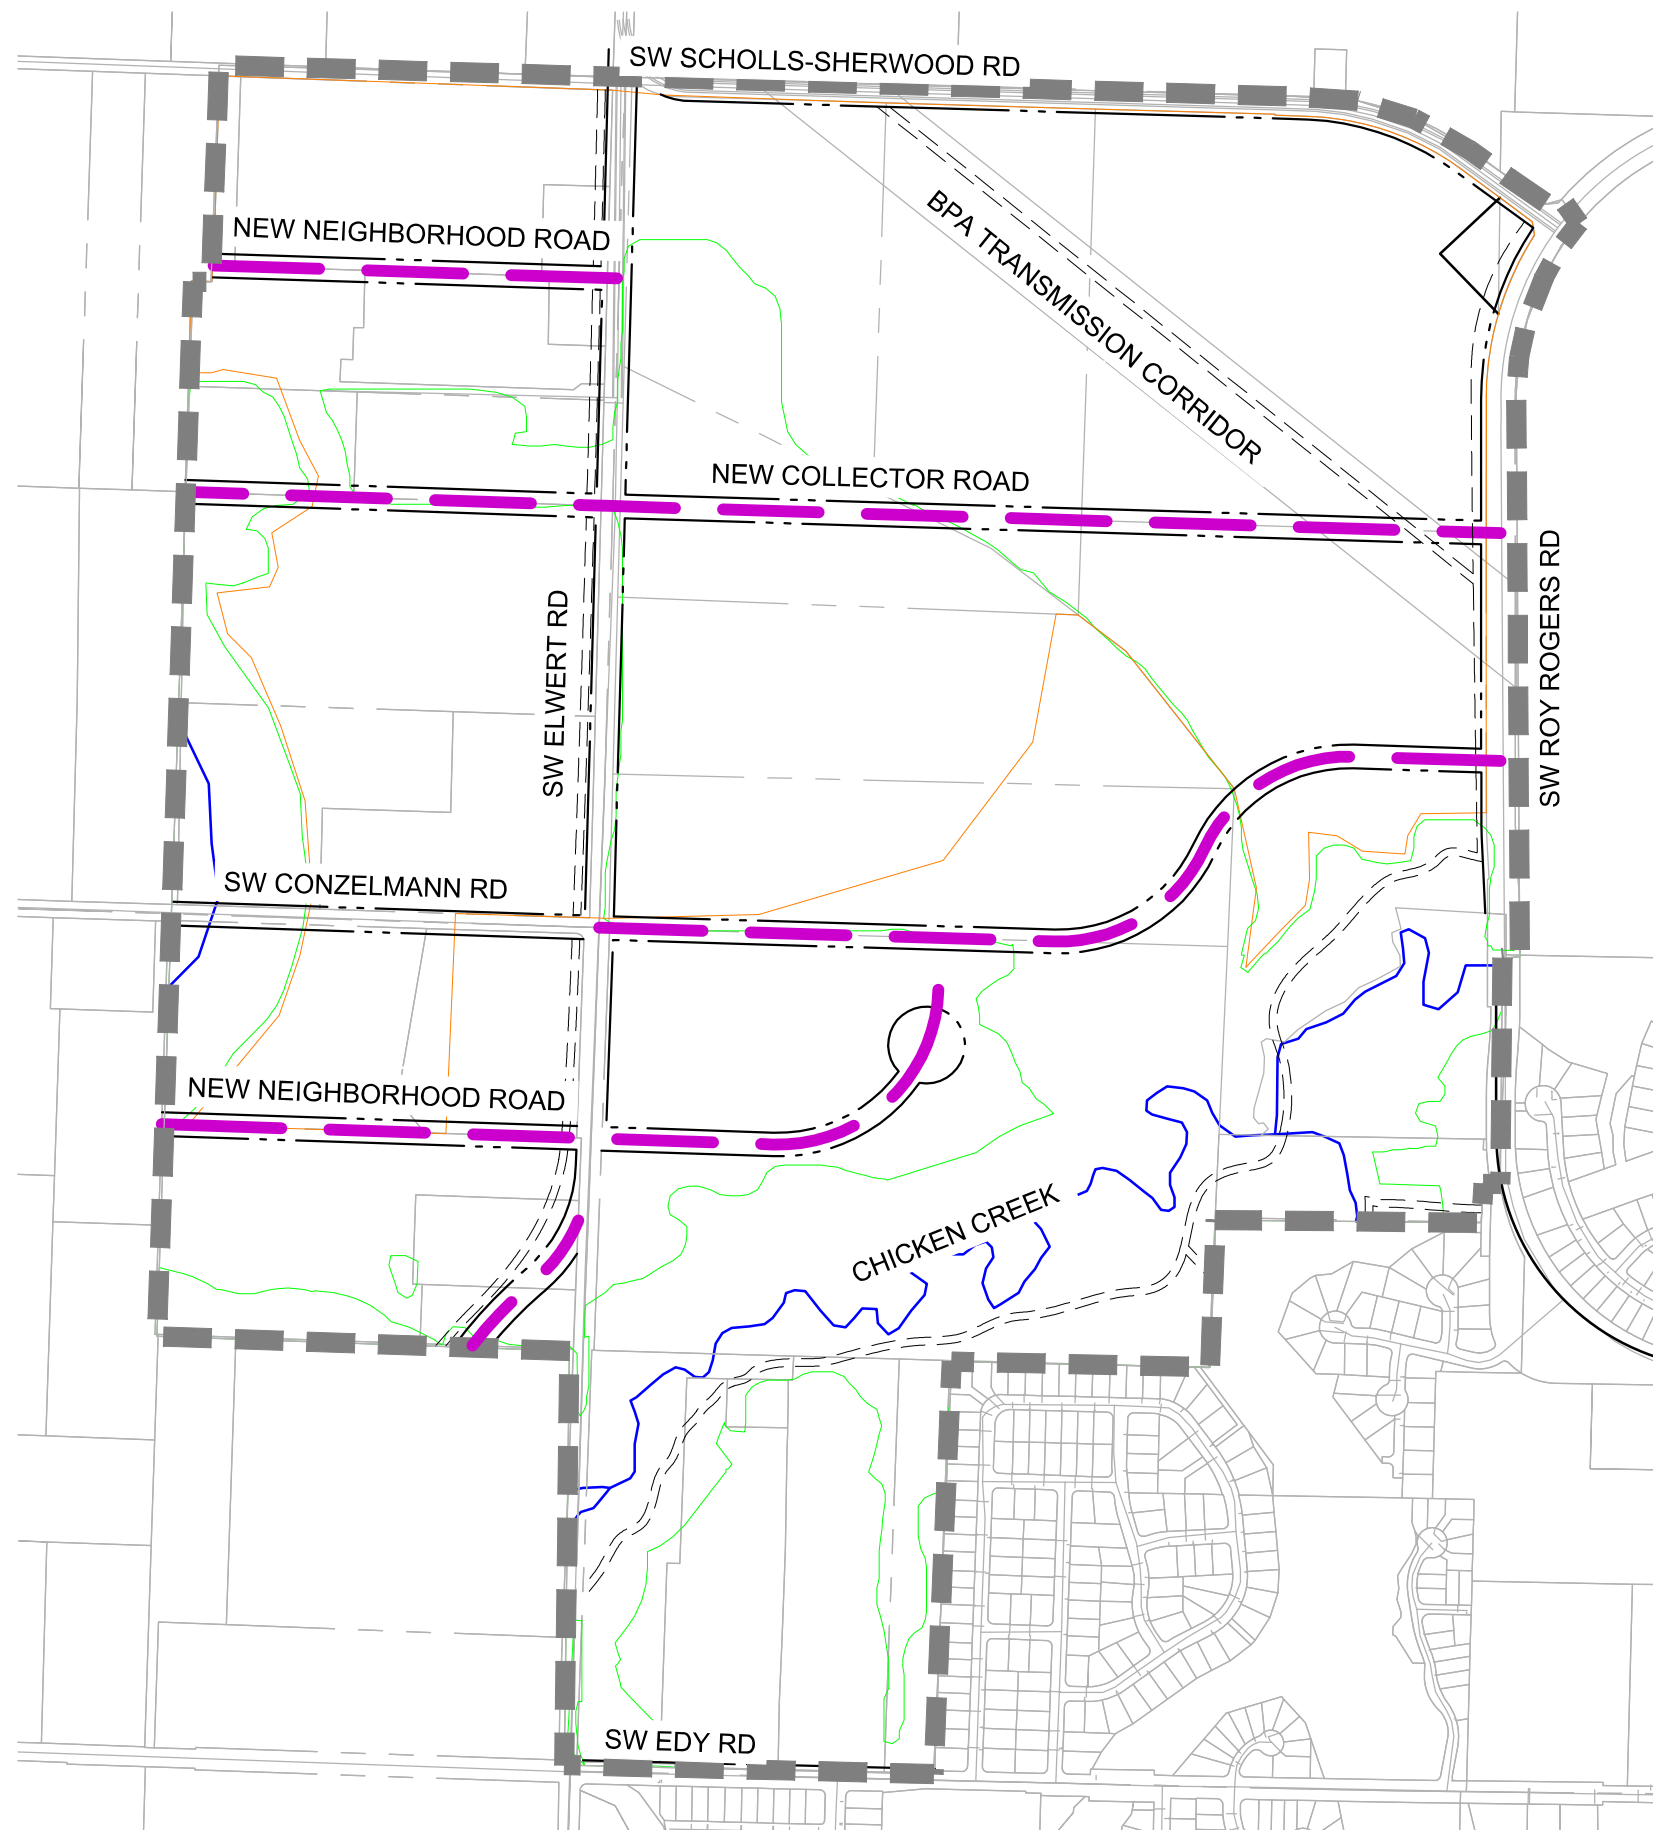 SW SCHOLLS-SHERWOOD RD
NEW NEIGHBORHOOD ROAD
BPA TRANSMISSION CORRIDOR
NEW COLLECTOR ROAD
SW ELWERT RD
SW ROY ROGERS RD
SW CONZELMANN RD
NEW NEIGHBORHOOD ROAD
CHICKEN CREEK
SW EDY RD